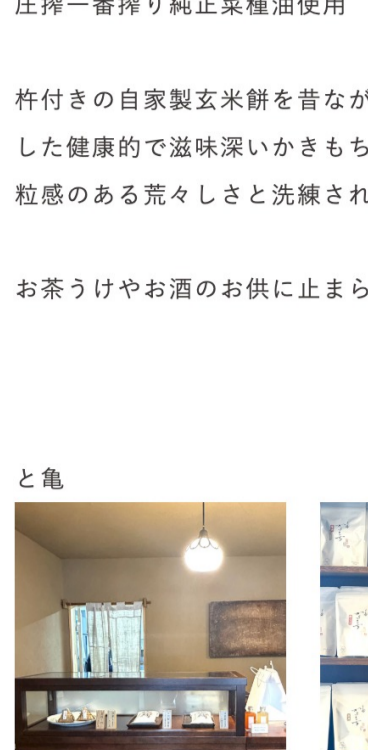 圧搾一番搾り純正菜種油使用
杵付きの自家製玄米餅を昔なが
した健康的で滋味深いかきもち
粒感のある荒々しさと洗練され
お茶うけやお酒のお供に止まら
と亀